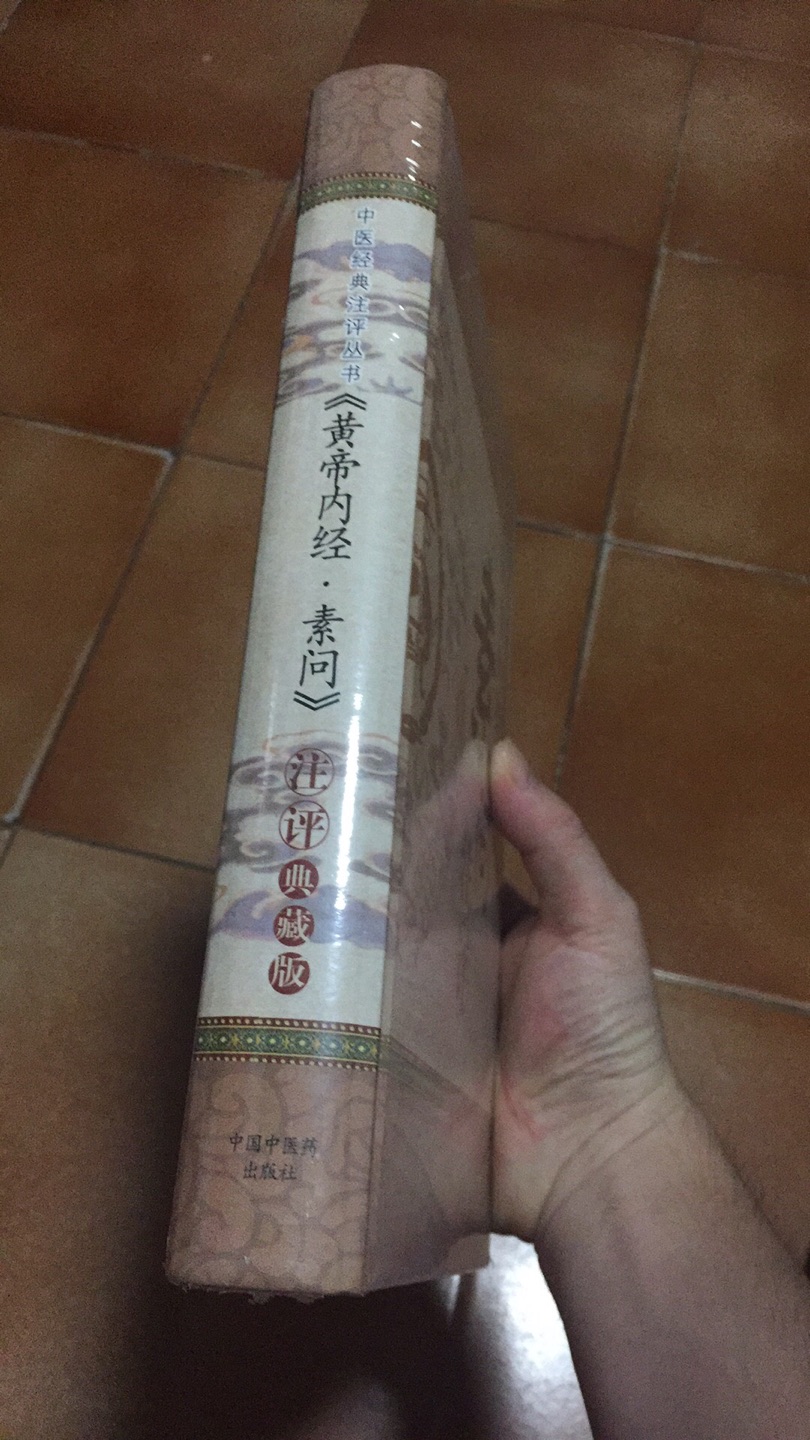 中医经典注评丛书
《黄帝内经·素问》
注评典藏版
中国中医药
出版社